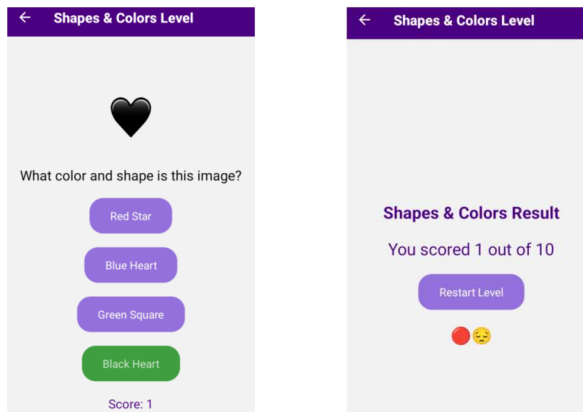 Shapes & Colors Level
What color and shape is this image?
Red Star
Blue Heart
Green Square
Black Heart
Score: 1
Shapes & Colors Level
Shapes & Colors Result
You scored 1 out of 10
Restart Level